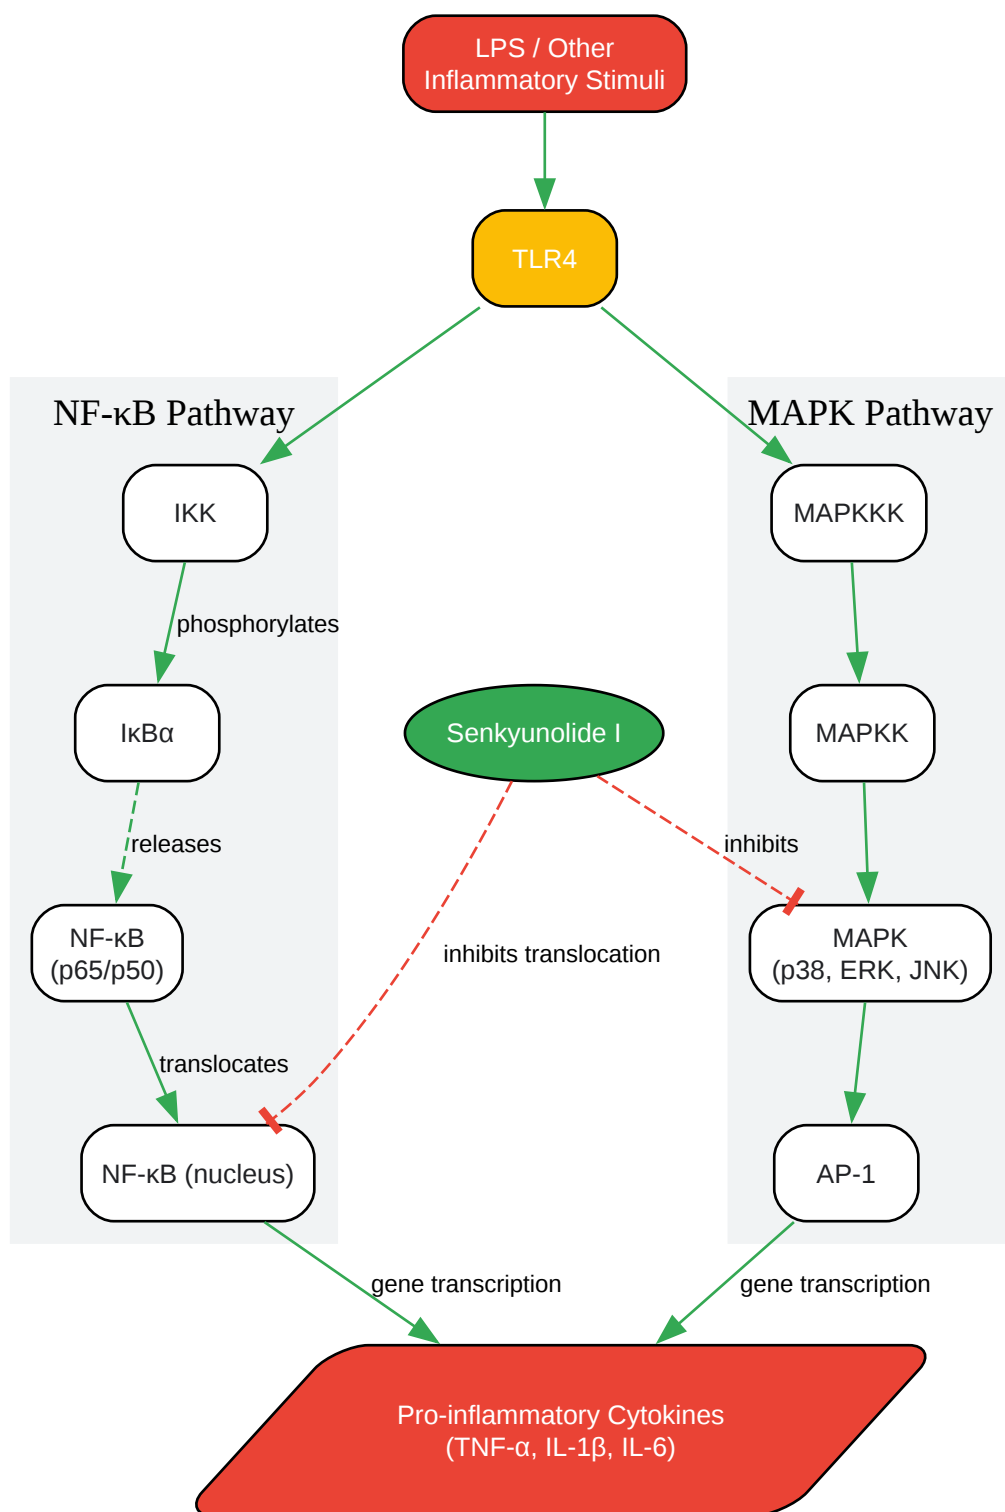 LPS / Other
Inflammatory Stimuli
TLR4
NF-κB Pathway
MAPK Pathway
IKK
MAPKKK
phosphorylates
IκBα
Senkyunolide I
MAPKK
releases
inhibits
NF-κB
(p65/p50)
inhibits translocation
MAPK
(p38, ERK, JNK)
translocates
NF-κB (nucleus)
AP-1
gene transcription
gene transcription
Pro-inflammatory Cytokines
(TNF-α, IL-1β, IL-6)